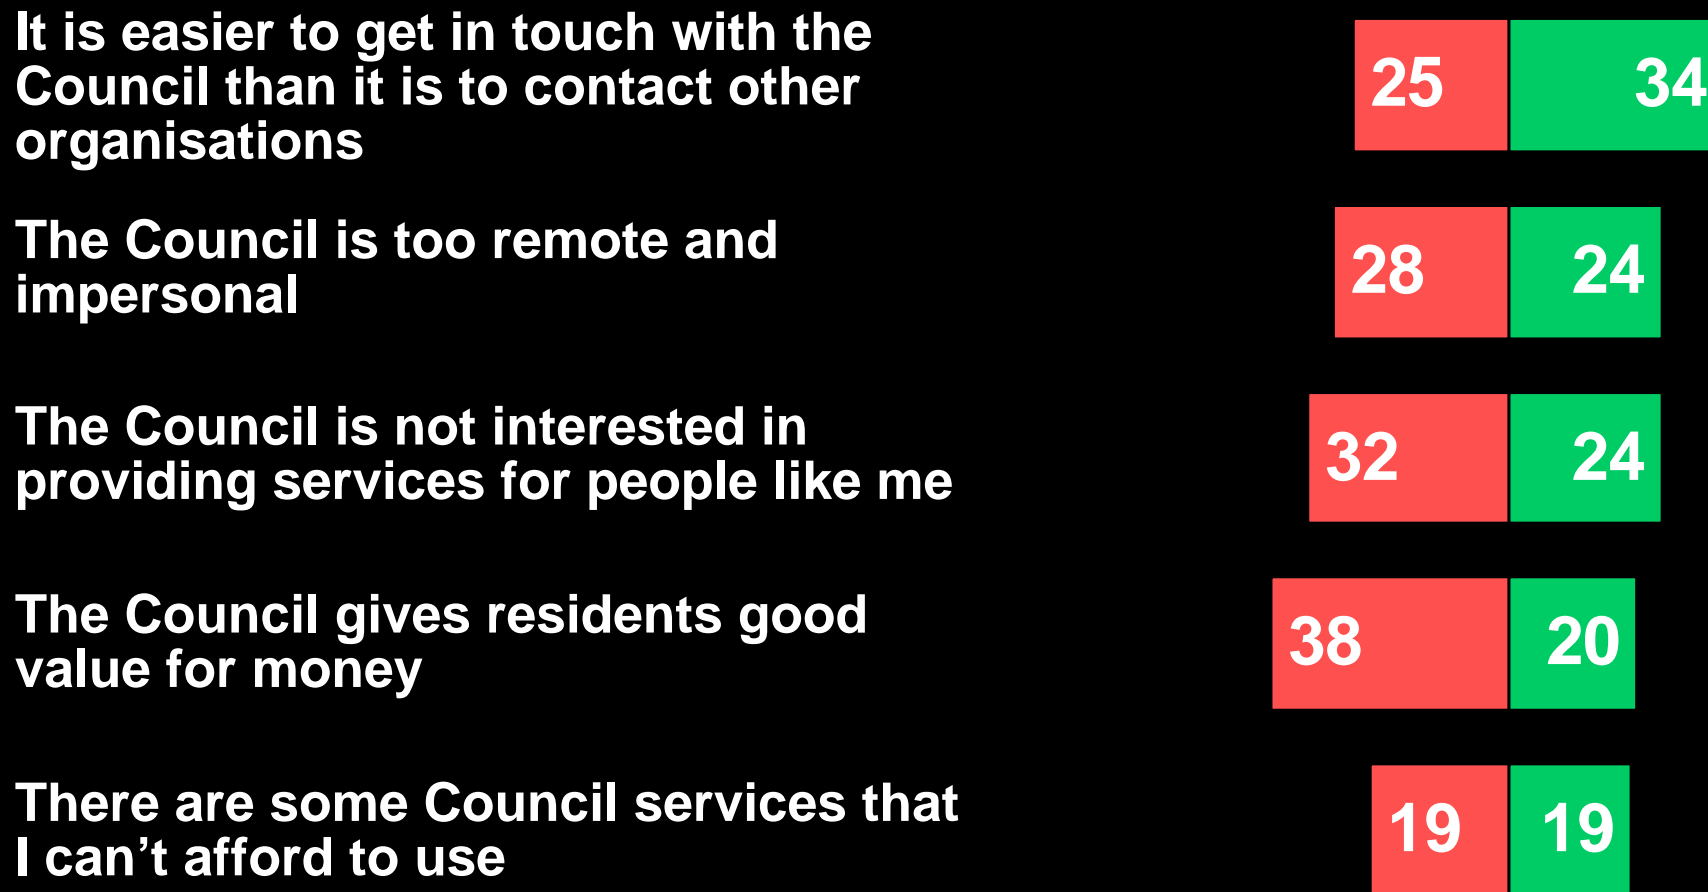 It is easier to get in touch with the
Council than it is to contact other
organisations
25 34
The Council is too remote and
impersonal
28 24
The Council is not interested in
providing services for people like me
32 24
The Council gives residents good
value for money
38 20
There are some Council services that
I can’t afford to use
19 19